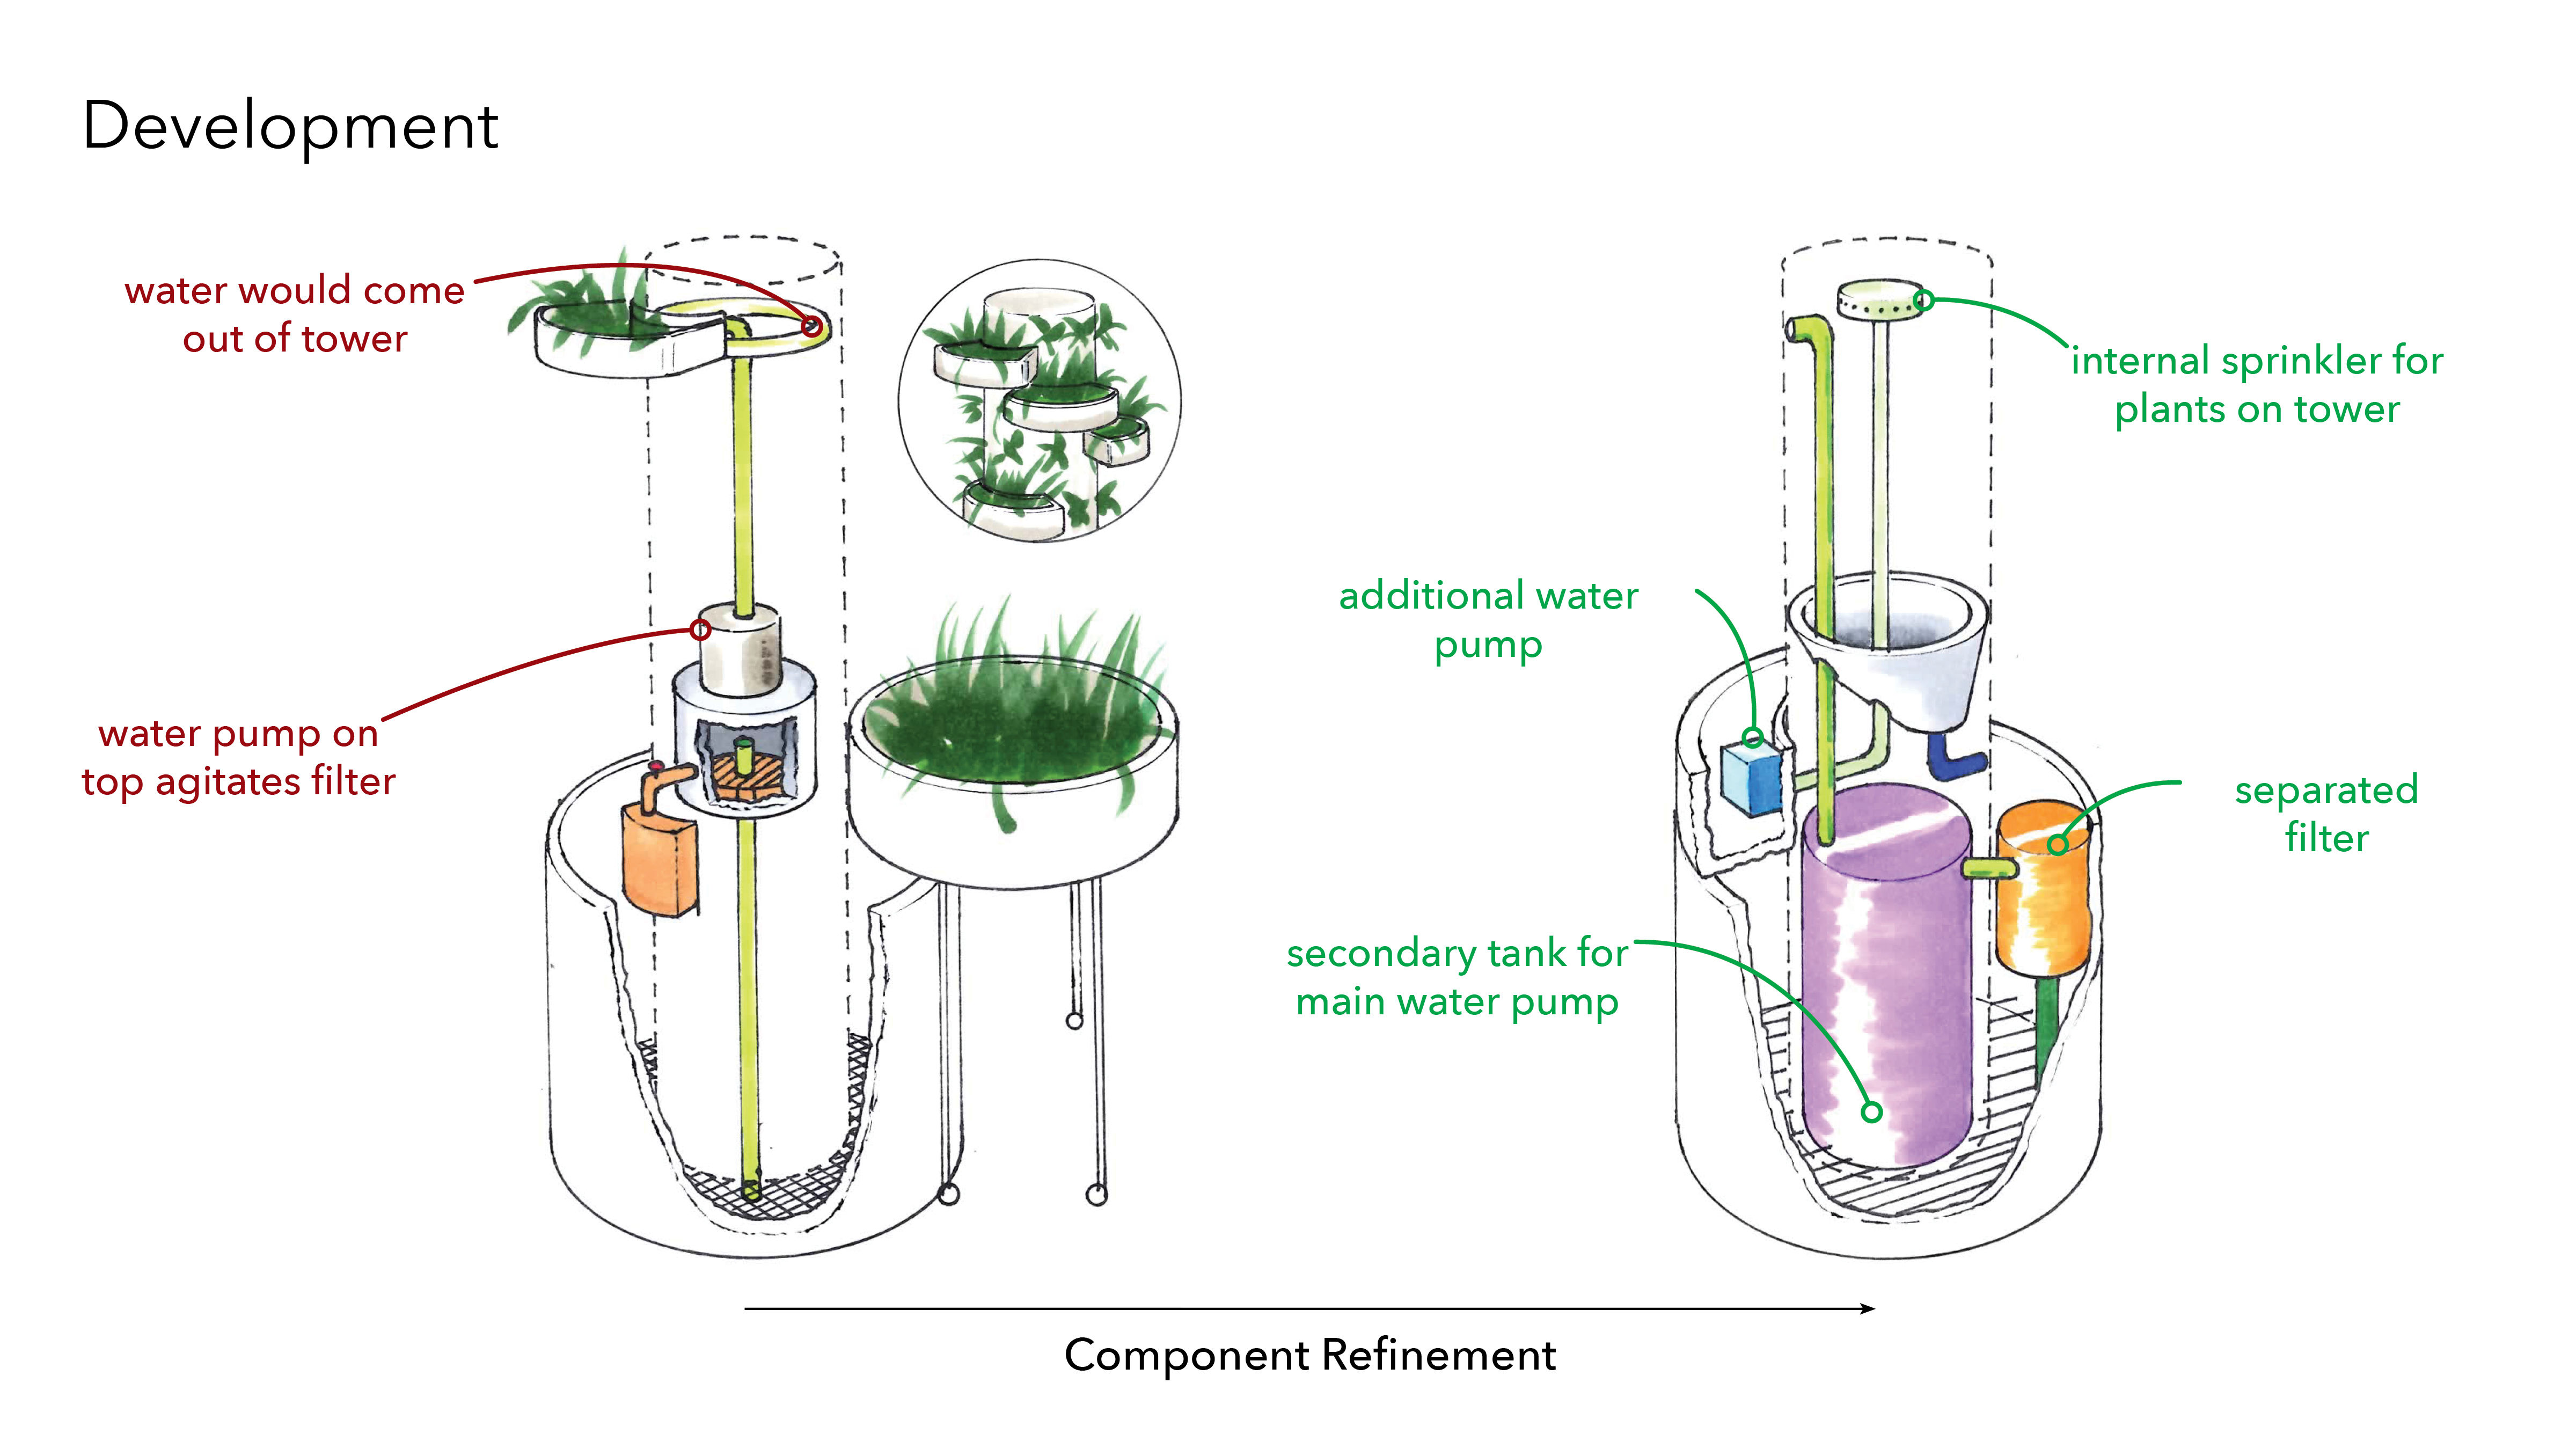 Development
water would come
out of tower
water pump on
top agitates filter
internal sprinkler for
plants on tower
additional water
pump
separated
filter
secondary tank for
main water pump
Component Refinement